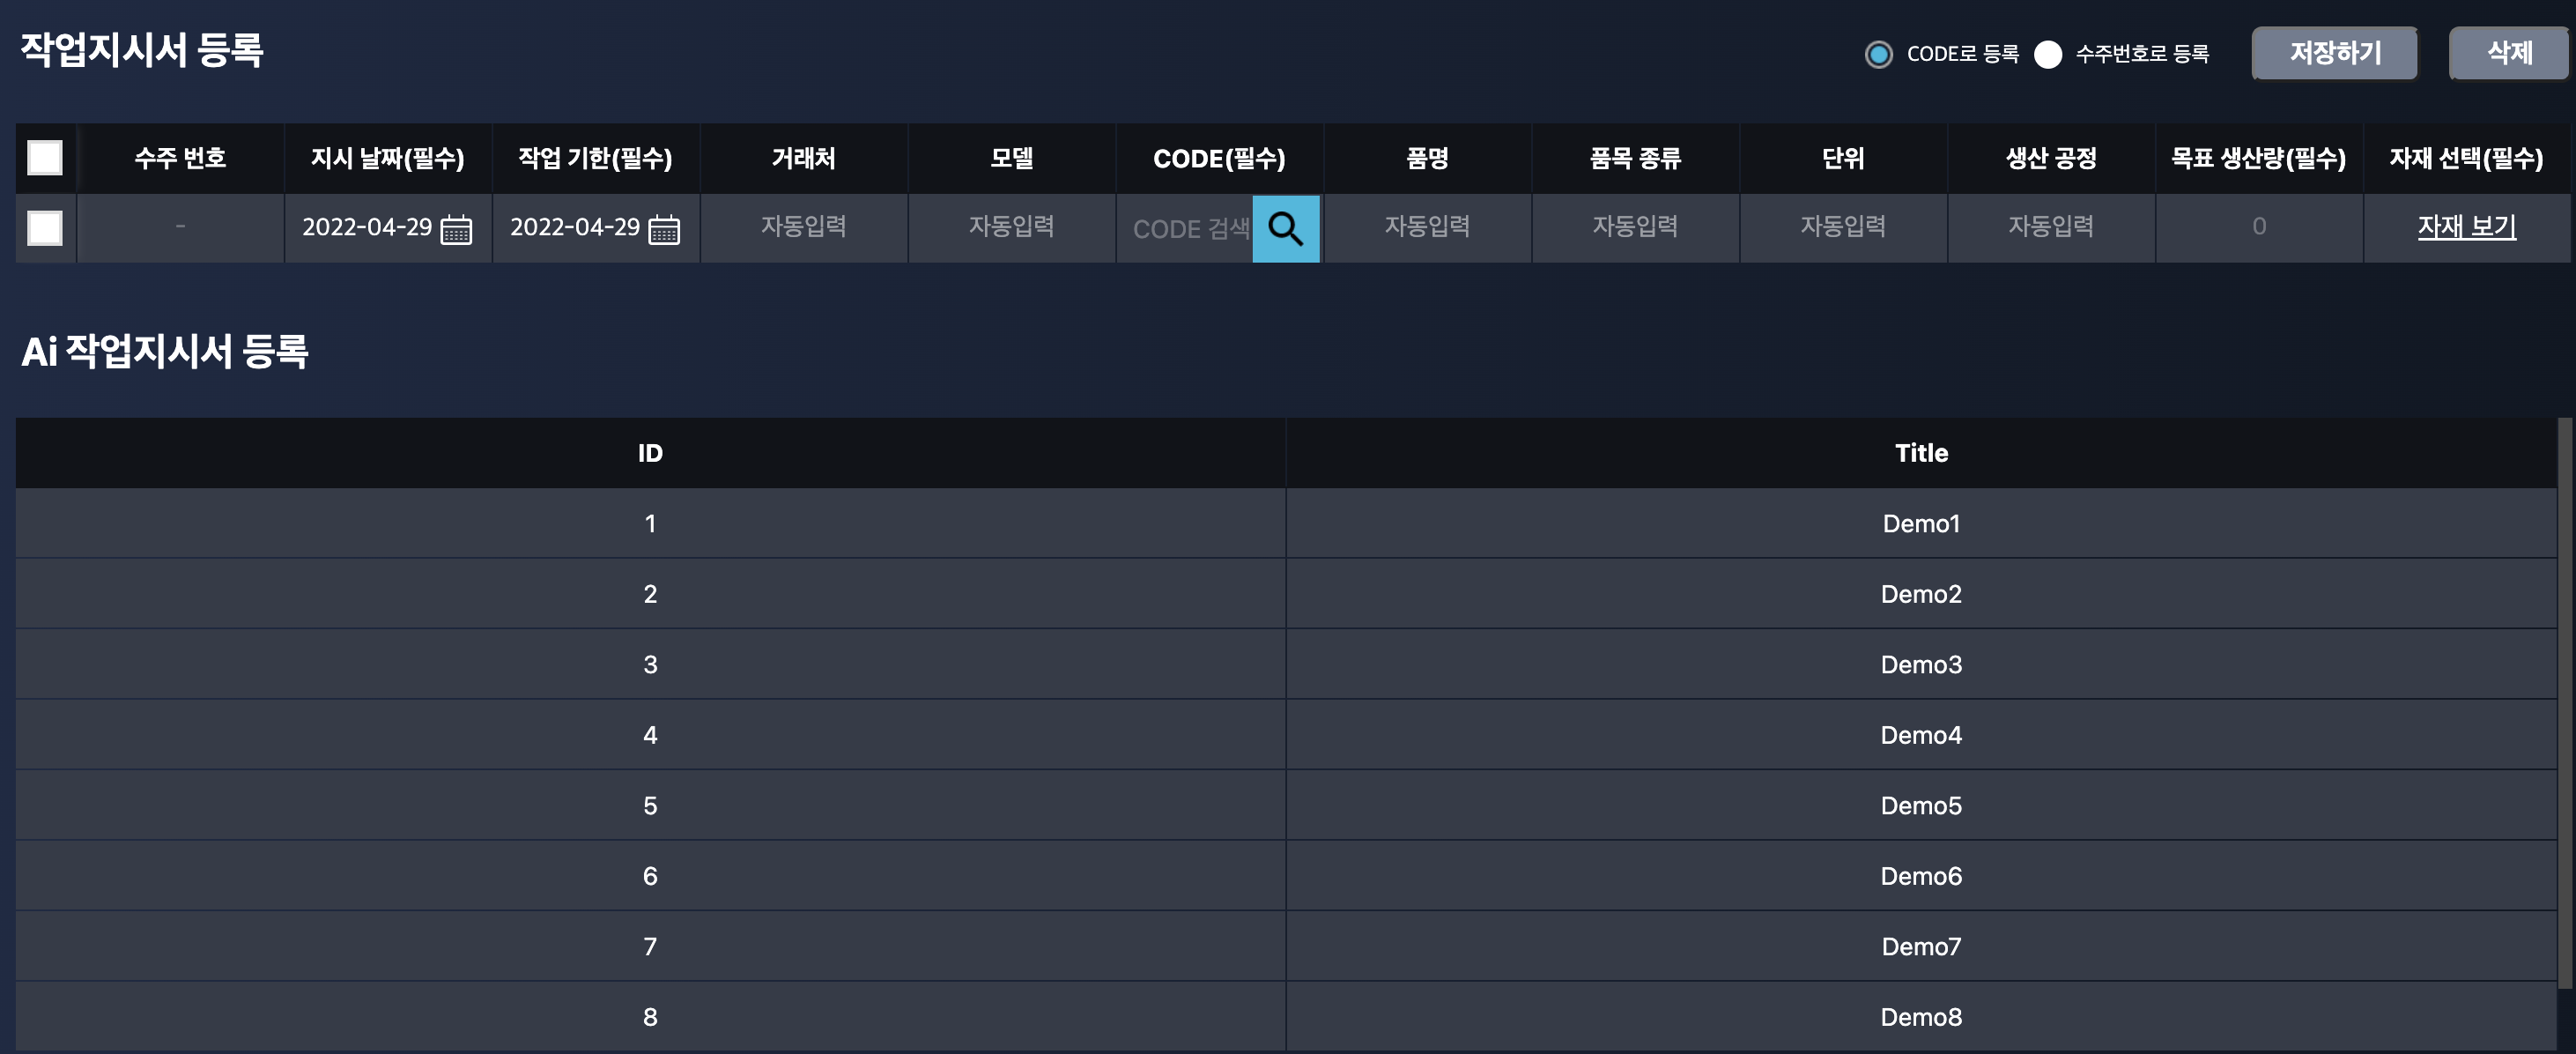 작업지시서 등록
CODE로 등록 수주번호로 등록 저장하기 삭제
수주 번호 지시 날짜(필수) 작업 기한(필수) 거래처 모델 CODE(필수) 품명 품목 종류 단위 생산 공정 목표 생산량(필수) 자재 선택(필수)
- 2022-04-29 2022-04-29 자동입력 자동입력 CODE 검색 자동입력 자동입력 자동입력 자동입력 0 자재 보기
Ai 작업지시서 등록
ID Title
1 Demo1
2 Demo2
3 Demo3
4 Demo4
5 Demo5
6 Demo6
7 Demo7
8 Demo8